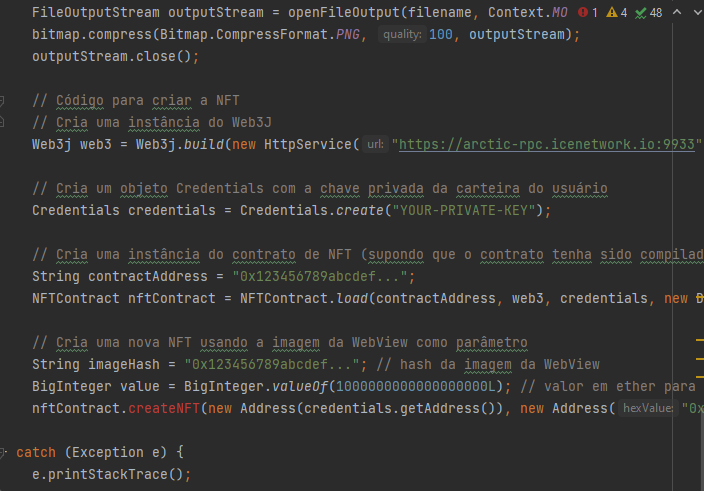 FileOutputStream outputStream = openFileOutput(filename, Context.MO 1 4 48
bitmap.compress(Bitmap.CompressFormat.PNG, quality: 100, outputStream);
outputStream.close();
// Código para criar a NFT
// Cria uma instância do Web3J
Web3j web3 = Web3j.build(new HttpService( url: "https://arctic-rpc.icenetwork.io:9933"
// Cria um objeto Credentials com a chave privada da carteira do usuário
Credentials credentials = Credentials.create("YOUR-PRIVATE-KEY");
// Cria uma instância do contrato de NFT (supondo que o contrato tenha sido compilad
String contractAddress = "0x123456789abcdef...";
NFTContract nftContract = NFTContract.load(contractAddress, web3, credentials, new D
// Cria uma nova NFT usando a imagem da WebView como parâmetro
String imageHash = "0x123456789abcdef..."; // hash da imagem da WebView
BigInteger value = BigInteger.valueOf(1000000000000000000L); // valor em ether para
nftContract.createNFT(new Address(credentials.getAddress()), new Address( hexValue: "0x
catch (Exception e) {
e.printStackTrace();